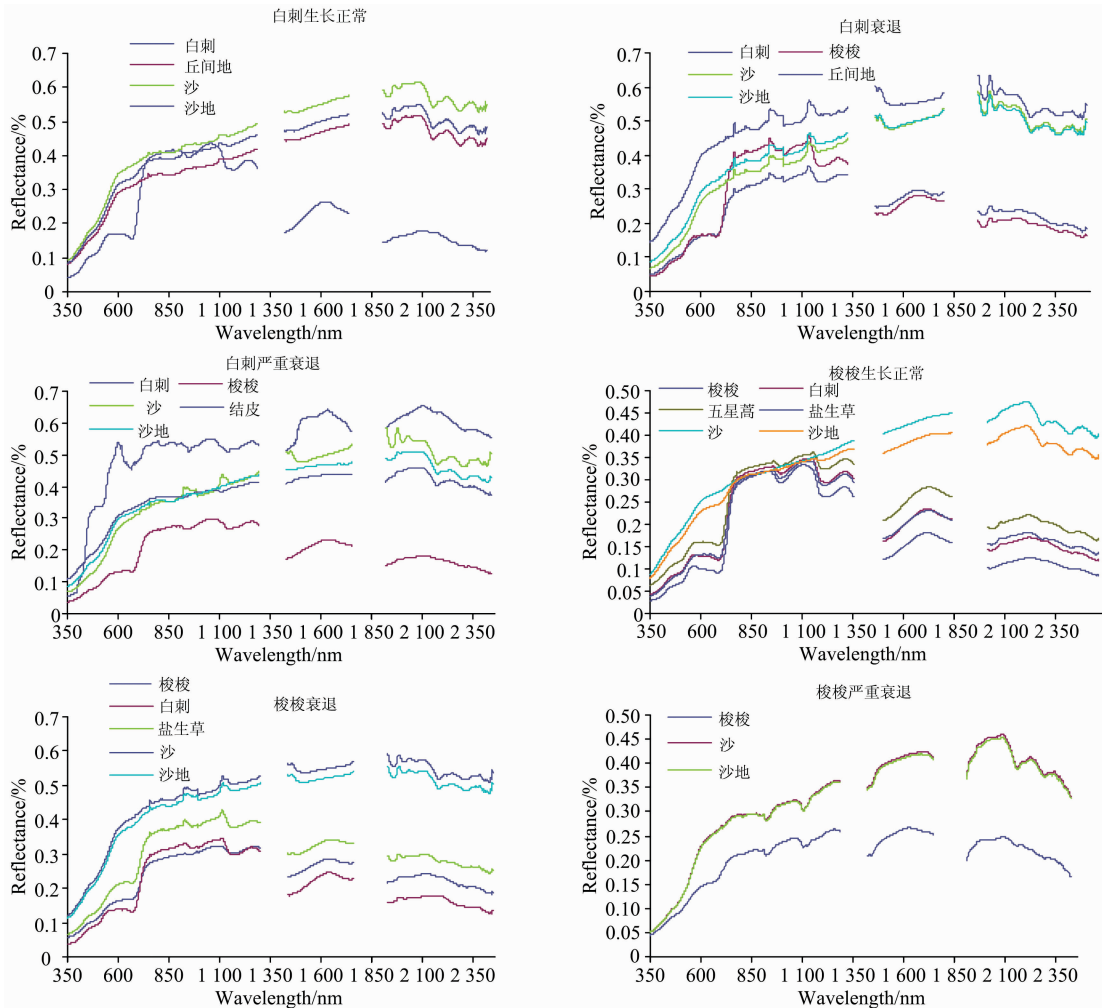 白刺生长正常
白刺
丘间地
沙
沙地
0.7
0.6
0.5
0.4
0.3
0.2
0.1
0
Reflectance/%
350 600 850 1 100 1 350 1 600 1 850 2 100 2 350
Wavelength/nm
白刺衰退
白刺 梭梭
沙 丘间地
沙地
0.7
0.6
0.5
0.4
0.3
0.2
0.1
0
Reflectance/%
350 600 850 1 100 1 350 1 600 1 850 2 100 2 350
Wavelength/nm
白刺严重衰退
白刺 梭梭
沙 结皮
沙地
0.7
0.6
0.5
0.4
0.3
0.2
0.1
0
Reflectance/%
350 600 850 1 100 1 350 1 600 1 850 2 100 2 350
Wavelength/nm
梭梭生长正常
梭梭 白刺
五星蒿 盐生草
沙 沙地
0.50
0.45
0.40
0.35
0.30
0.25
0.20
0.15
0.10
0.05
0
Reflectance/%
350 600 850 1 100 1 350 1 600 1 850 2 100 2 350
Wavelength/nm
梭梭衰退
梭梭
白刺
盐生草
沙
沙地
0.7
0.6
0.5
0.4
0.3
0.2
0.1
0
Reflectance/%
350 600 850 1 100 1 350 1 600 1 850 2 100 2 350
Wavelength/nm
梭梭严重衰退
梭梭
沙
沙地
0.50
0.45
0.40
0.35
0.30
0.25
0.20
0.15
0.10
0.05
0
Reflectance/%
350 600 850 1 100 1 350 1 600 1 850 2 100 2 350
Wavelength/nm